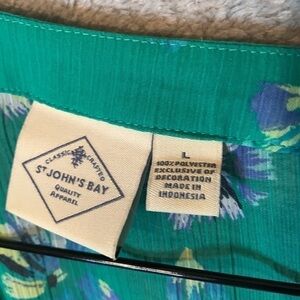 CLASSIC CRAFTED
ST JOHN'S BAY
QUALITY
APPAREL
L
100% POLYESTER
EXCLUSIVE OF
DECORATION
MADE IN
INDONESIA